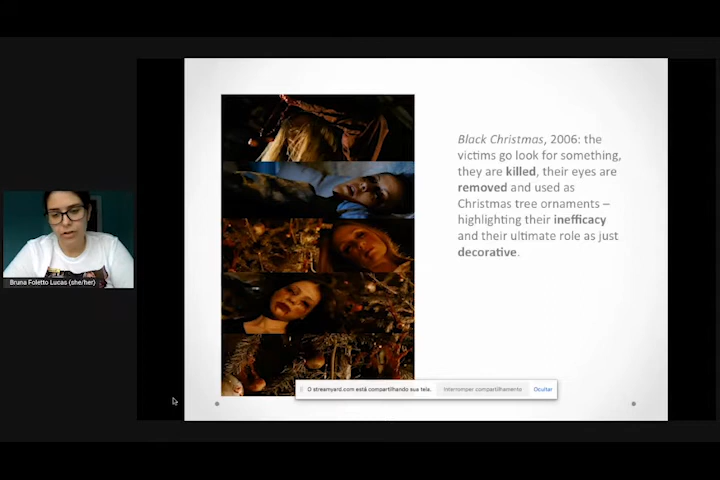 Black Christmas, 2006: the
victims go look for something,
they are killed, their eyes are
removed and used as
Christmas tree ornaments –
highlighting their inefficacy
and their ultimate role as just
decorative.
Bruna Foletto Lucas (she/her)
O streamyard.com está compartilhando sua tela.
Interromper compartilhamento
Ocultar